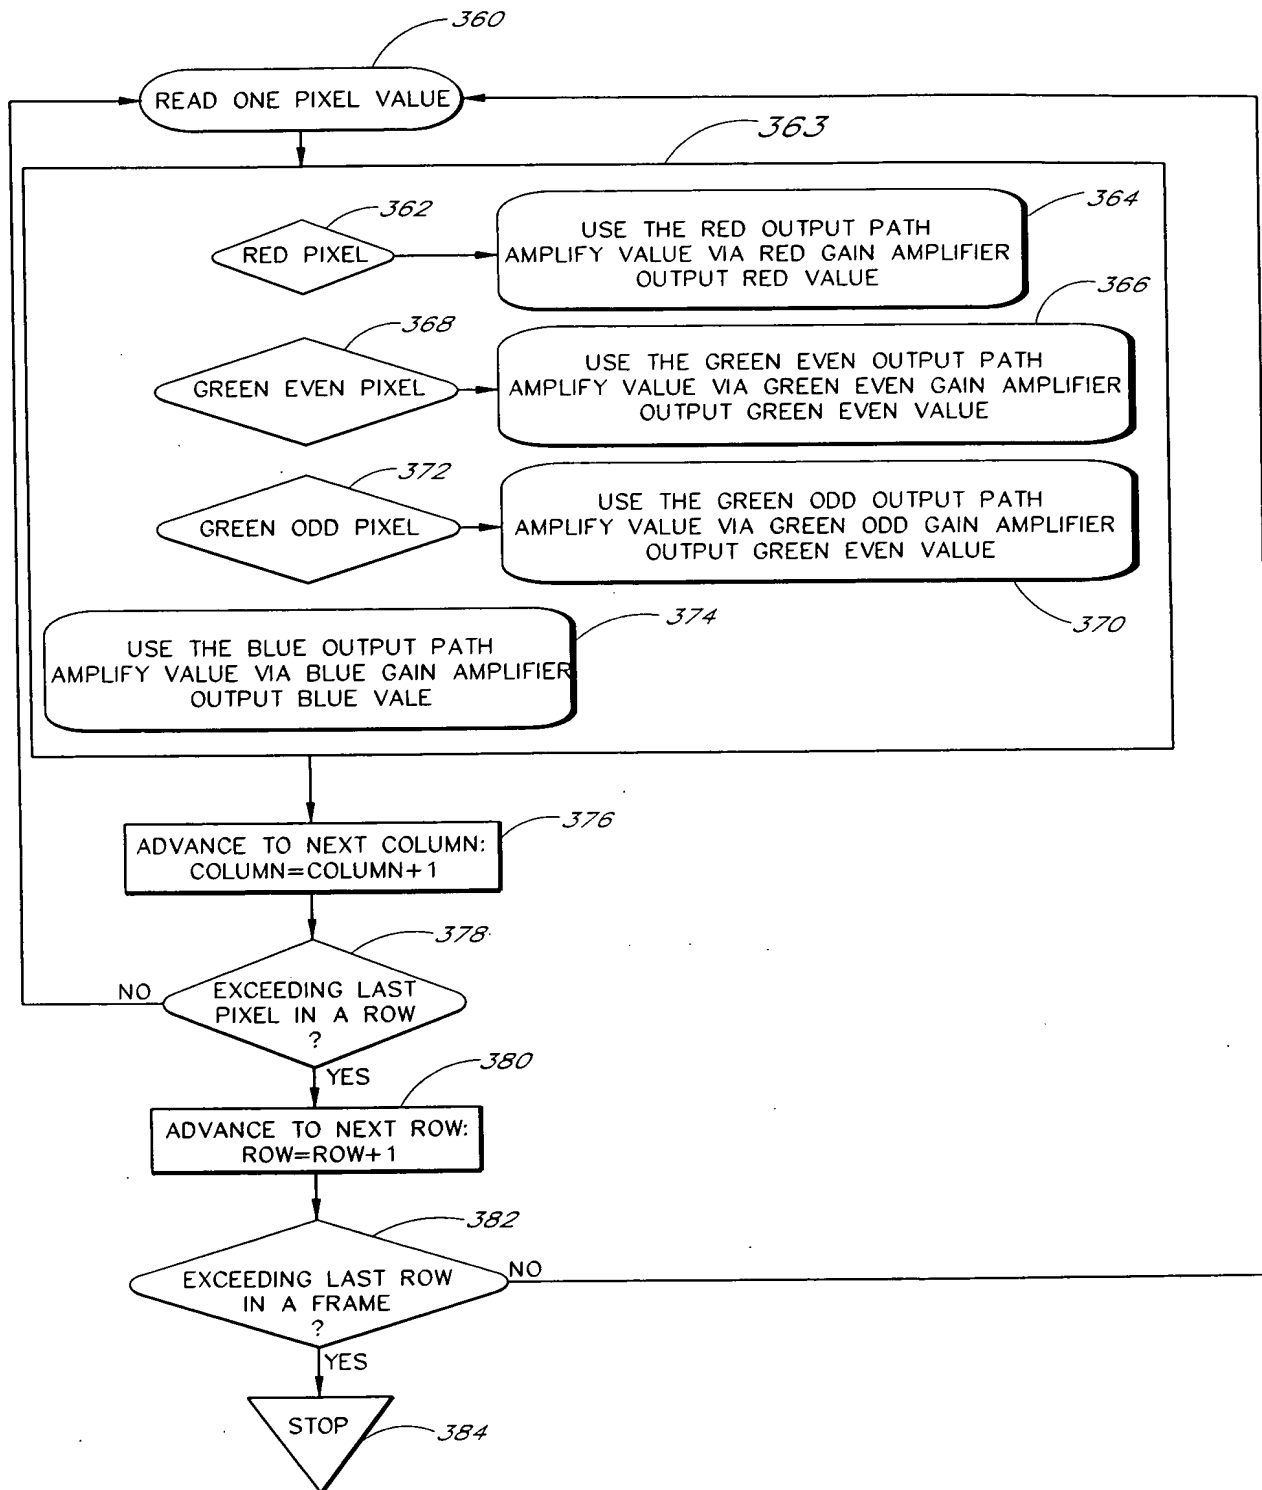 360
READ ONE PIXEL VALUE
363
362
RED PIXEL
364
USE THE RED OUTPUT PATH
AMPLIFY VALUE VIA RED GAIN AMPLIFIER
OUTPUT RED VALUE
366
368
GREEN EVEN PIXEL
USE THE GREEN EVEN OUTPUT PATH
AMPLIFY VALUE VIA GREEN EVEN GAIN AMPLIFIER
OUTPUT GREEN EVEN VALUE
372
GREEN ODD PIXEL
USE THE GREEN ODD OUTPUT PATH
AMPLIFY VALUE VIA GREEN ODD GAIN AMPLIFIER
OUTPUT GREEN EVEN VALUE
370
374
USE THE BLUE OUTPUT PATH
AMPLIFY VALUE VIA BLUE GAIN AMPLIFIER
OUTPUT BLUE VALE
376
ADVANCE TO NEXT COLUMN:
COLUMN=COLUMN+1
378
NO
EXCEEDING LAST
PIXEL IN A ROW
?
YES
380
ADVANCE TO NEXT ROW:
ROW=ROW+1
382
NO
EXCEEDING LAST ROW
IN A FRAME
?
YES
STOP
384